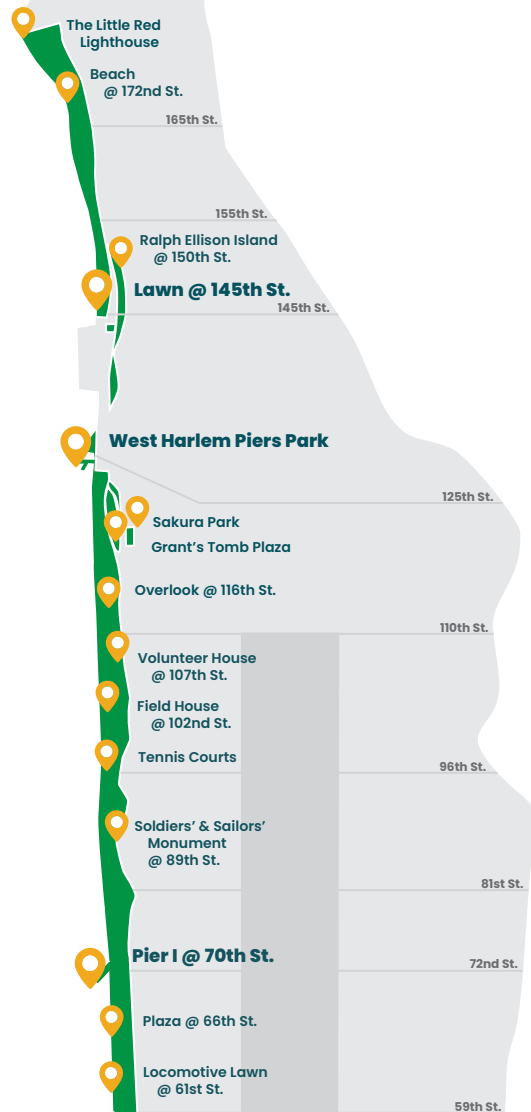 The Little Red
Lighthouse
Beach
@ 172nd St.
165th St.
155th St.
Ralph Ellison Island
@ 150th St.
Lawn @ 145th St.
145th St.
West Harlem Piers Park
125th St.
Sakura Park
Grant's Tomb Plaza
Overlook @ 116th St.
110th St.
Volunteer House
@ 107th St.
Field House
@ 102nd St.
Tennis Courts
96th St.
Soldiers' & Sailors'
Monument
@ 89th St.
81st St.
Pier I @ 70th St.
72nd St.
Plaza @ 66th St.
Locomotive Lawn
@ 61st St.
59th St.